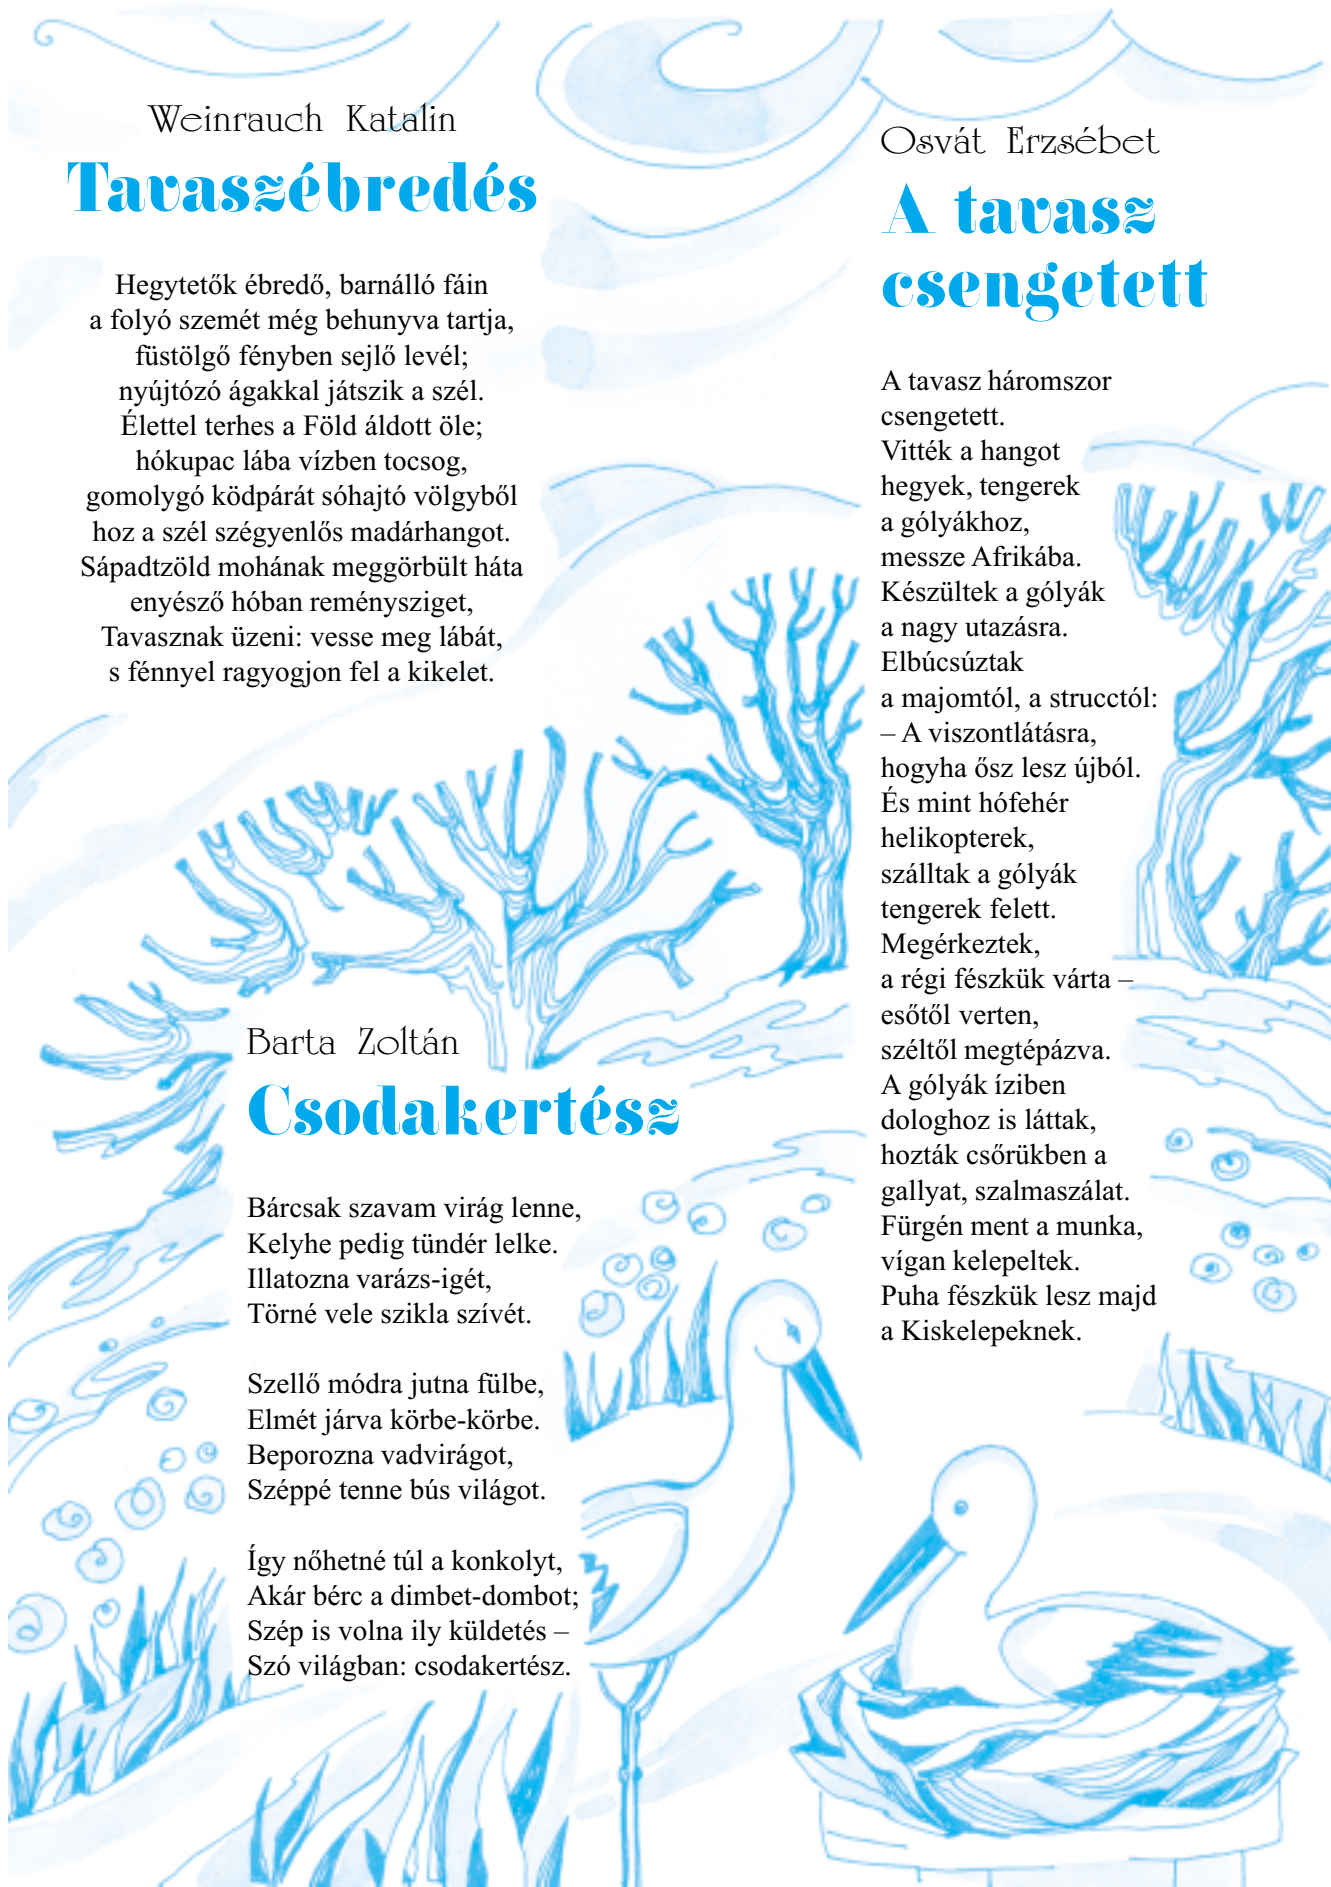 Weinrauch Katalin
Tavaszébredés
Hegytetők ébredő, barnálló fáin
a folyó szemét még behunyva tartja,
füstölgő fényben sejlő levél;
nyújtózó ágakkal játszik a szél.
Élettel terhes a Föld áldott öle;
hókupac lába vízben tocsog,
gomolygó ködpárát sóhajtó völgyből
hoz a szél szégyenlős madárhangot.
Sápadtzöld mohának meggörbült háta
enyésző hóban reménysziget,
Tavasznak üzeni: vesse meg lábát,
s fénnyel ragyogjon fel a kikelet.
Barta Zoltán
Csodakertész
Bárcsak szavam virág lenne,
Kelyhe pedig tündér lelke.
Illatozna varázs-igét,
Törné vele szikla szívét.
Szellő módra jutna fülbe,
Elmét járva körbe-körbe.
Beporozna vadvirágot,
Széppé tenne bús világot.
Így nőhetné túl a konkolyt,
Akár bérc a dimbet-dombot;
Szép is volna ily küldetés –
Szó világban: csodakertész.
Osvát Erzsébet
A tavasz
csengetett
A tavasz háromszor
csengetett.
Vitték a hangot
hegyek, tengerek
a gólyákhoz,
messze Afrikába.
Készültek a gólyák
a nagy utazásra.
Elbúcsúztak
a majomtól, a strucctól:
– A viszontlátásra,
hogyha ősz lesz újból.
És mint hófehér
helikopterek,
szálltak a gólyák
tengerek felett.
Megérkeztek,
a régi fészkük várta –
esőtől verten,
széltől megtépázva.
A gólyák íziben
dologhoz is láttak,
hozták csőrükben a
gallyat, szalmaszálat.
Fürgén ment a munka,
vígan kelepeltek.
Puha fészkük lesz majd
a Kiskelepeknek.